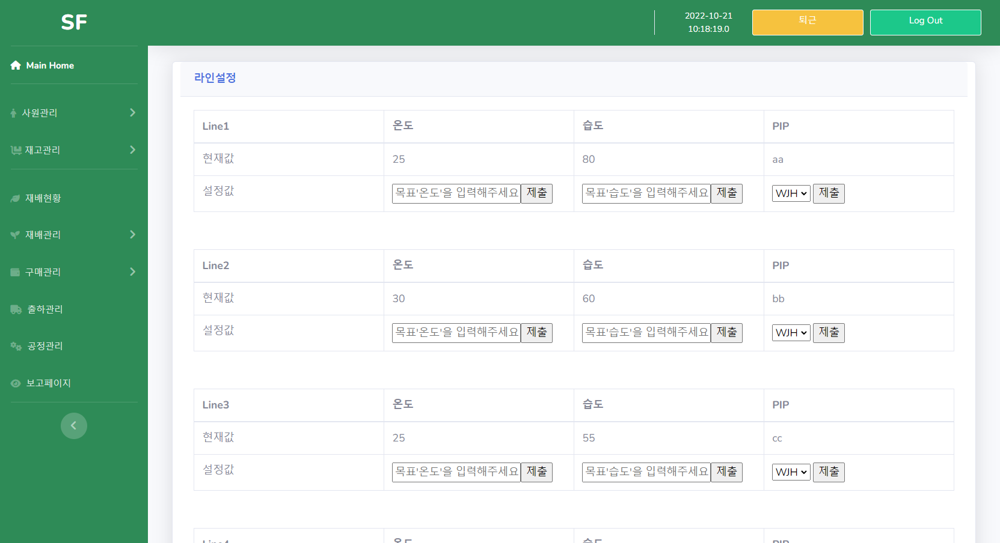 SF
2022-10-21
10:18:19.0
퇴근
Log Out
Main Home
사원관리
재고관리
재배현황
재배관리
구매관리
출하관리
공정관리
보고페이지
라인설정
Line1 온도 습도 PIP
현재값 25 80 aa
설정값 목표'온도'을 입력해주세요 제출 목표'습도'을 입력해주세요 제출 WJH 제출
Line2 온도 습도 PIP
현재값 30 60 bb
설정값 목표'온도'을 입력해주세요 제출 목표'습도'을 입력해주세요 제출 WJH 제출
Line3 온도 습도 PIP
현재값 25 55 cc
설정값 목표'온도'을 입력해주세요 제출 목표'습도'을 입력해주세요 제출 WJH 제출
Line4 온도 습도 PIP